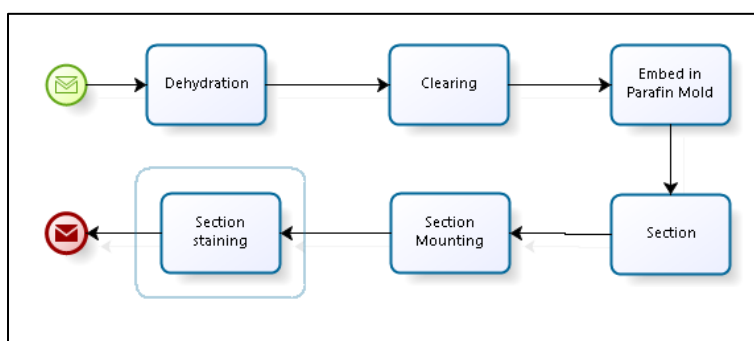 Dehydration
Clearing
Embed in
Parafin Mold
Section
Section
Mounting
Section
staining